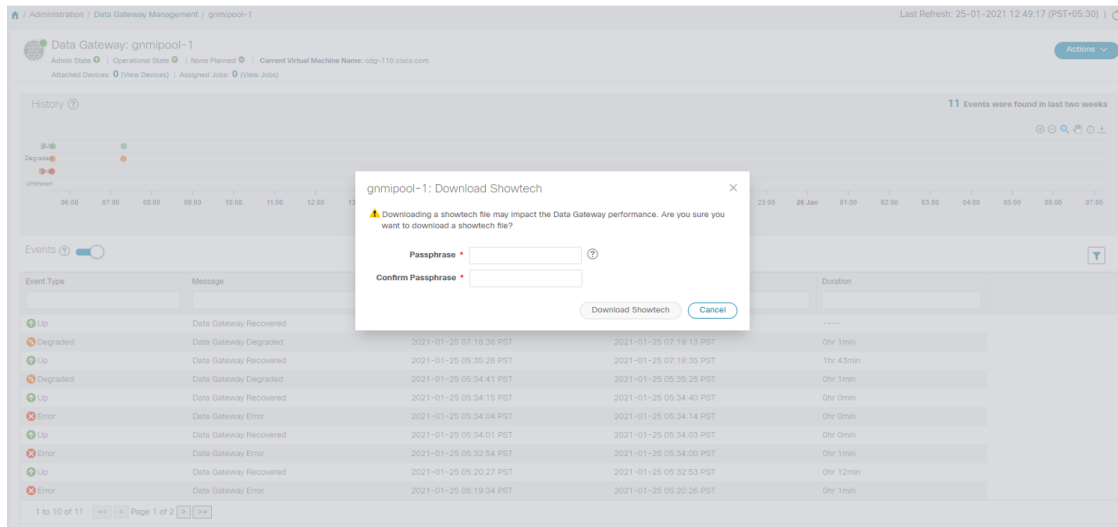 / Administration / Data Gateway Management / gnmipool-1
Last Refresh: 25-01-2021 12:49:17 (PST+05:30) |
Data Gateway: gnmipool-1
Actions
Admin State | Operational State | None Planned | Current Virtual Machine Name: cdg-110.cisco.com
Attached Devices: 0 (View Devices) | Assigned Jobs: 0 (View Jobs)
History
11 Events were found in last two weeks
Degraded
Unknown
06:00 07:00 08:00 09:00 10:00 11:00 12:00 23:00 26 Jan 01:00 02:00 03:00 04:00 05:00 06:00 07:00
gnmipool-1: Download Showtech
Downloading a showtech file may impact the Data Gateway performance. Are you sure you
want to download a showtech file?
Passphrase *
Confirm Passphrase *
Download Showtech Cancel
Events
Event Type Message Duration
Up Data Gateway Recovered ----
Degraded Data Gateway Degraded 2021-01-25 07:18:36 PST 2021-01-25 07:19:13 PST 0hr 1min
Up Data Gateway Recovered 2021-01-25 05:35:26 PST 2021-01-25 07:18:35 PST 1hr 43min
Degraded Data Gateway Degraded 2021-01-25 05:34:41 PST 2021-01-25 05:35:25 PST 0hr 1min
Up Data Gateway Recovered 2021-01-25 05:34:15 PST 2021-01-25 05:34:40 PST 0hr 0min
Error Data Gateway Error 2021-01-25 05:34:04 PST 2021-01-25 05:34:14 PST 0hr 0min
Up Data Gateway Recovered 2021-01-25 05:34:01 PST 2021-01-25 05:34:03 PST 0hr 0min
Error Data Gateway Error 2021-01-25 05:32:54 PST 2021-01-25 05:34:00 PST 0hr 1min
Up Data Gateway Recovered 2021-01-25 05:20:27 PST 2021-01-25 05:32:53 PST 0hr 12min
Error Data Gateway Error 2021-01-25 05:19:34 PST 2021-01-25 05:20:26 PST 0hr 1min
1 to 10 of 11 << < Page 1 of 2 > >>